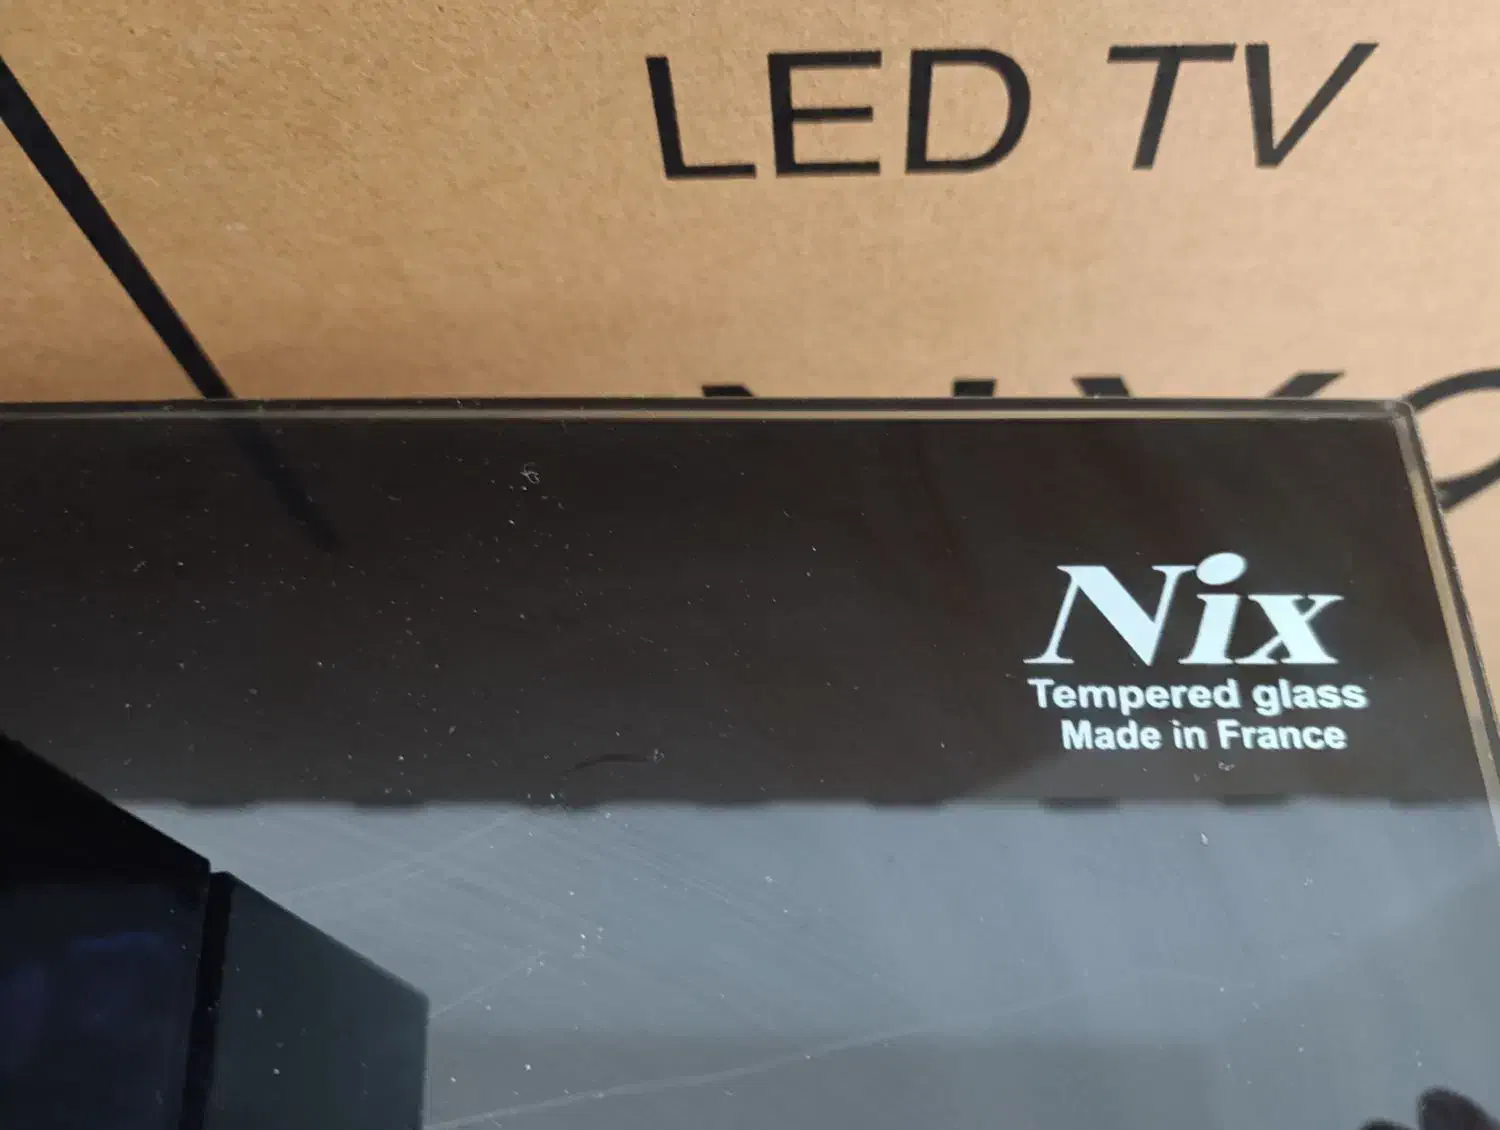 LED TV
Nix
Tempered glass
Made in France